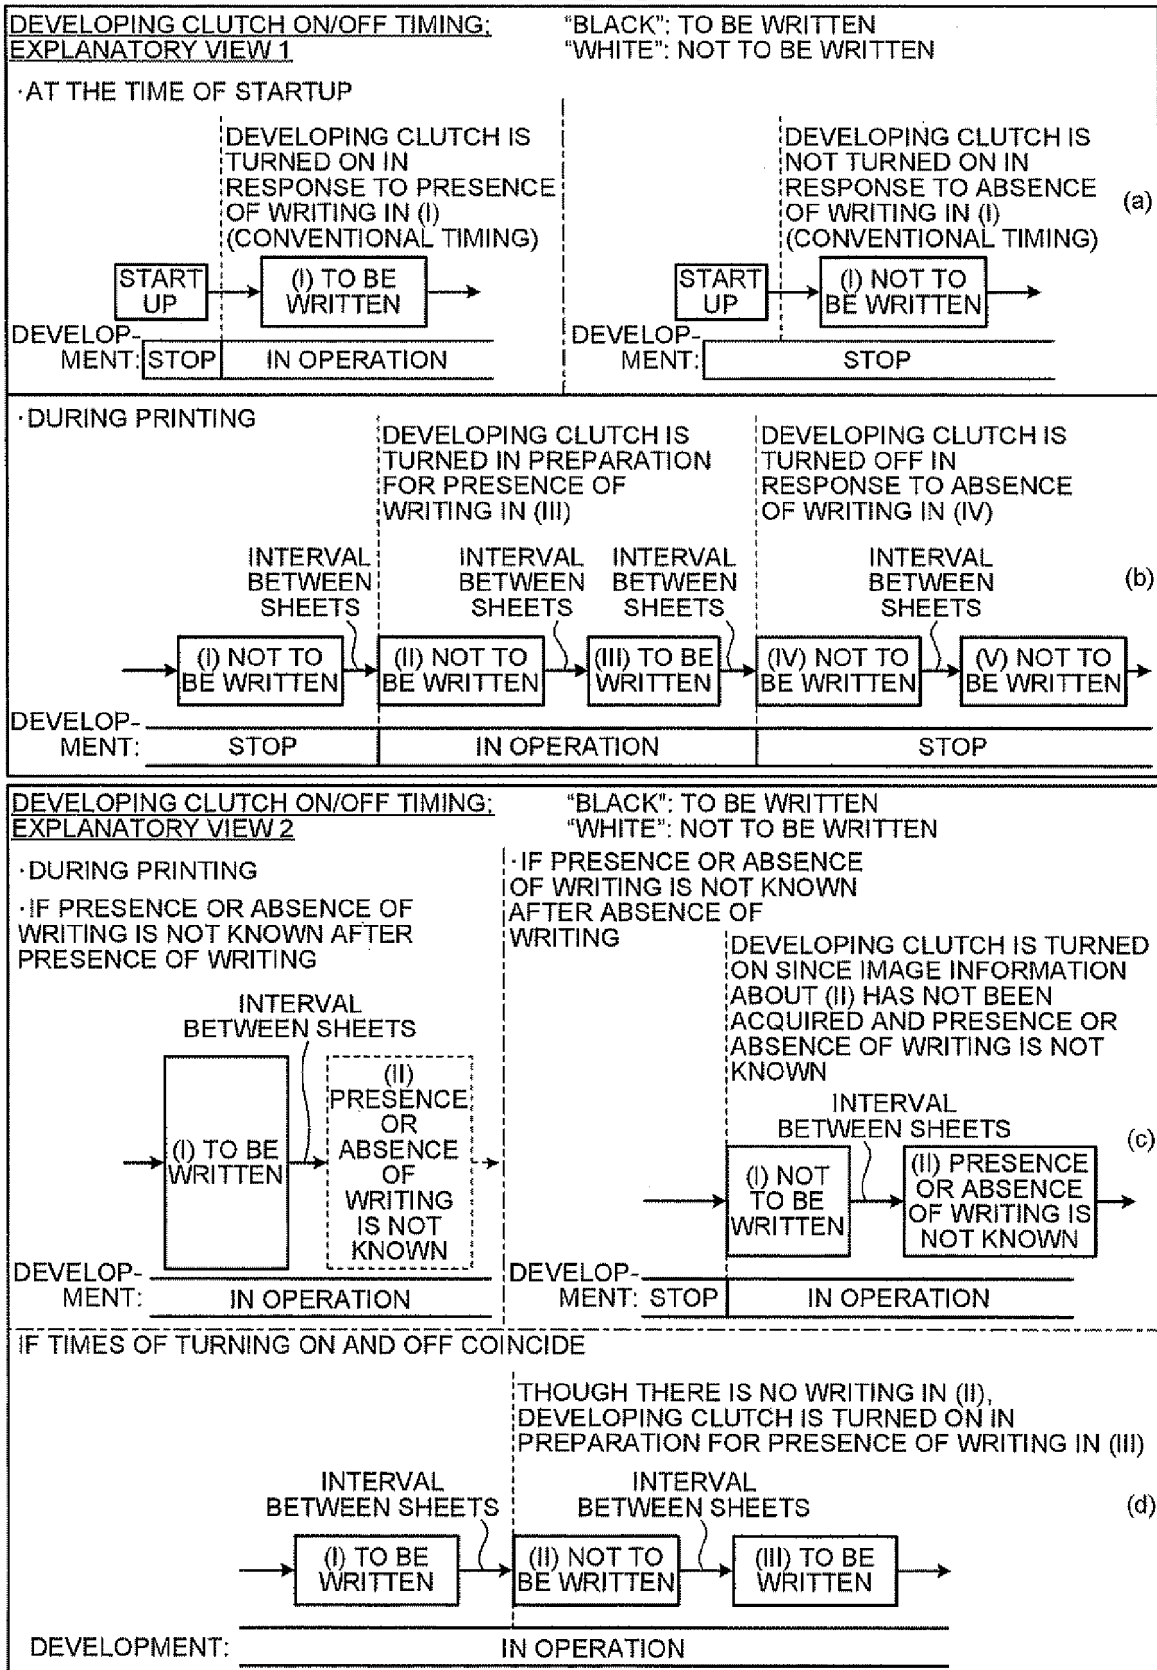 DEVELOPING CLUTCH ON/OFF TIMING;
EXPLANATORY VIEW 1
“BLACK”: TO BE WRITTEN
“WHITE”: NOT TO BE WRITTEN
·AT THE TIME OF STARTUP
DEVELOPING CLUTCH IS
TURNED ON IN
RESPONSE TO PRESENCE
OF WRITING IN (I)
(CONVENTIONAL TIMING)
START
UP
(I) TO BE
WRITTEN
DEVELOP-
MENT:
STOP
IN OPERATION
DEVELOPING CLUTCH IS
NOT TURNED ON IN
RESPONSE TO ABSENCE
OF WRITING IN (I)
(CONVENTIONAL TIMING)
(a)
START
UP
(I) NOT TO
BE WRITTEN
DEVELOP-
MENT:
STOP
·DURING PRINTING
DEVELOPING CLUTCH IS
TURNED IN PREPARATION
FOR PRESENCE OF
WRITING IN (III)
DEVELOPING CLUTCH IS
TURNED OFF IN
RESPONSE TO ABSENCE
OF WRITING IN (IV)
INTERVAL
BETWEEN
SHEETS
INTERVAL
BETWEEN
SHEETS
INTERVAL
BETWEEN
SHEETS
INTERVAL
BETWEEN
SHEETS
(b)
(I) NOT TO
BE WRITTEN
(II) NOT TO
BE WRITTEN
(III) TO BE
WRITTEN
(IV) NOT TO
BE WRITTEN
(V) NOT TO
BE WRITTEN
DEVELOP-
MENT:
STOP
IN OPERATION
STOP
DEVELOPING CLUTCH ON/OFF TIMING;
EXPLANATORY VIEW 2
“BLACK”: TO BE WRITTEN
“WHITE”: NOT TO BE WRITTEN
·DURING PRINTING
·IF PRESENCE OR ABSENCE OF
WRITING IS NOT KNOWN AFTER
PRESENCE OF WRITING
INTERVAL
BETWEEN SHEETS
(I) TO BE
WRITTEN
(II)
PRESENCE
OR
ABSENCE
OF
WRITING
IS NOT
KNOWN
DEVELOP-
MENT:
IN OPERATION
·IF PRESENCE OR ABSENCE
OF WRITING IS NOT KNOWN
AFTER ABSENCE OF
WRITING
DEVELOPING CLUTCH IS TURNED
ON SINCE IMAGE INFORMATION
ABOUT (II) HAS NOT BEEN
ACQUIRED AND PRESENCE OR
ABSENCE OF WRITING IS NOT
KNOWN
INTERVAL
BETWEEN SHEETS
(c)
(I) NOT
TO BE
WRITTEN
(II) PRESENCE
OR ABSENCE
OF WRITING IS
NOT KNOWN
DEVELOP-
MENT:
STOP
IN OPERATION
IF TIMES OF TURNING ON AND OFF COINCIDE
THOUGH THERE IS NO WRITING IN (II),
DEVELOPING CLUTCH IS TURNED ON IN
PREPARATION FOR PRESENCE OF WRITING IN (III)
INTERVAL
BETWEEN SHEETS
INTERVAL
BETWEEN SHEETS
(d)
(I) TO BE
WRITTEN
(II) NOT TO
BE WRITTEN
(III) TO BE
WRITTEN
DEVELOPMENT:
IN OPERATION